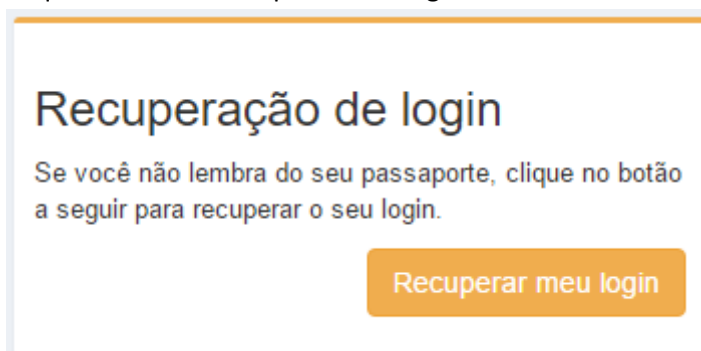 Recuperação de login
Se você não lembra do seu passaporte, clique no botão
a seguir para recuperar o seu login.
Recuperar meu login